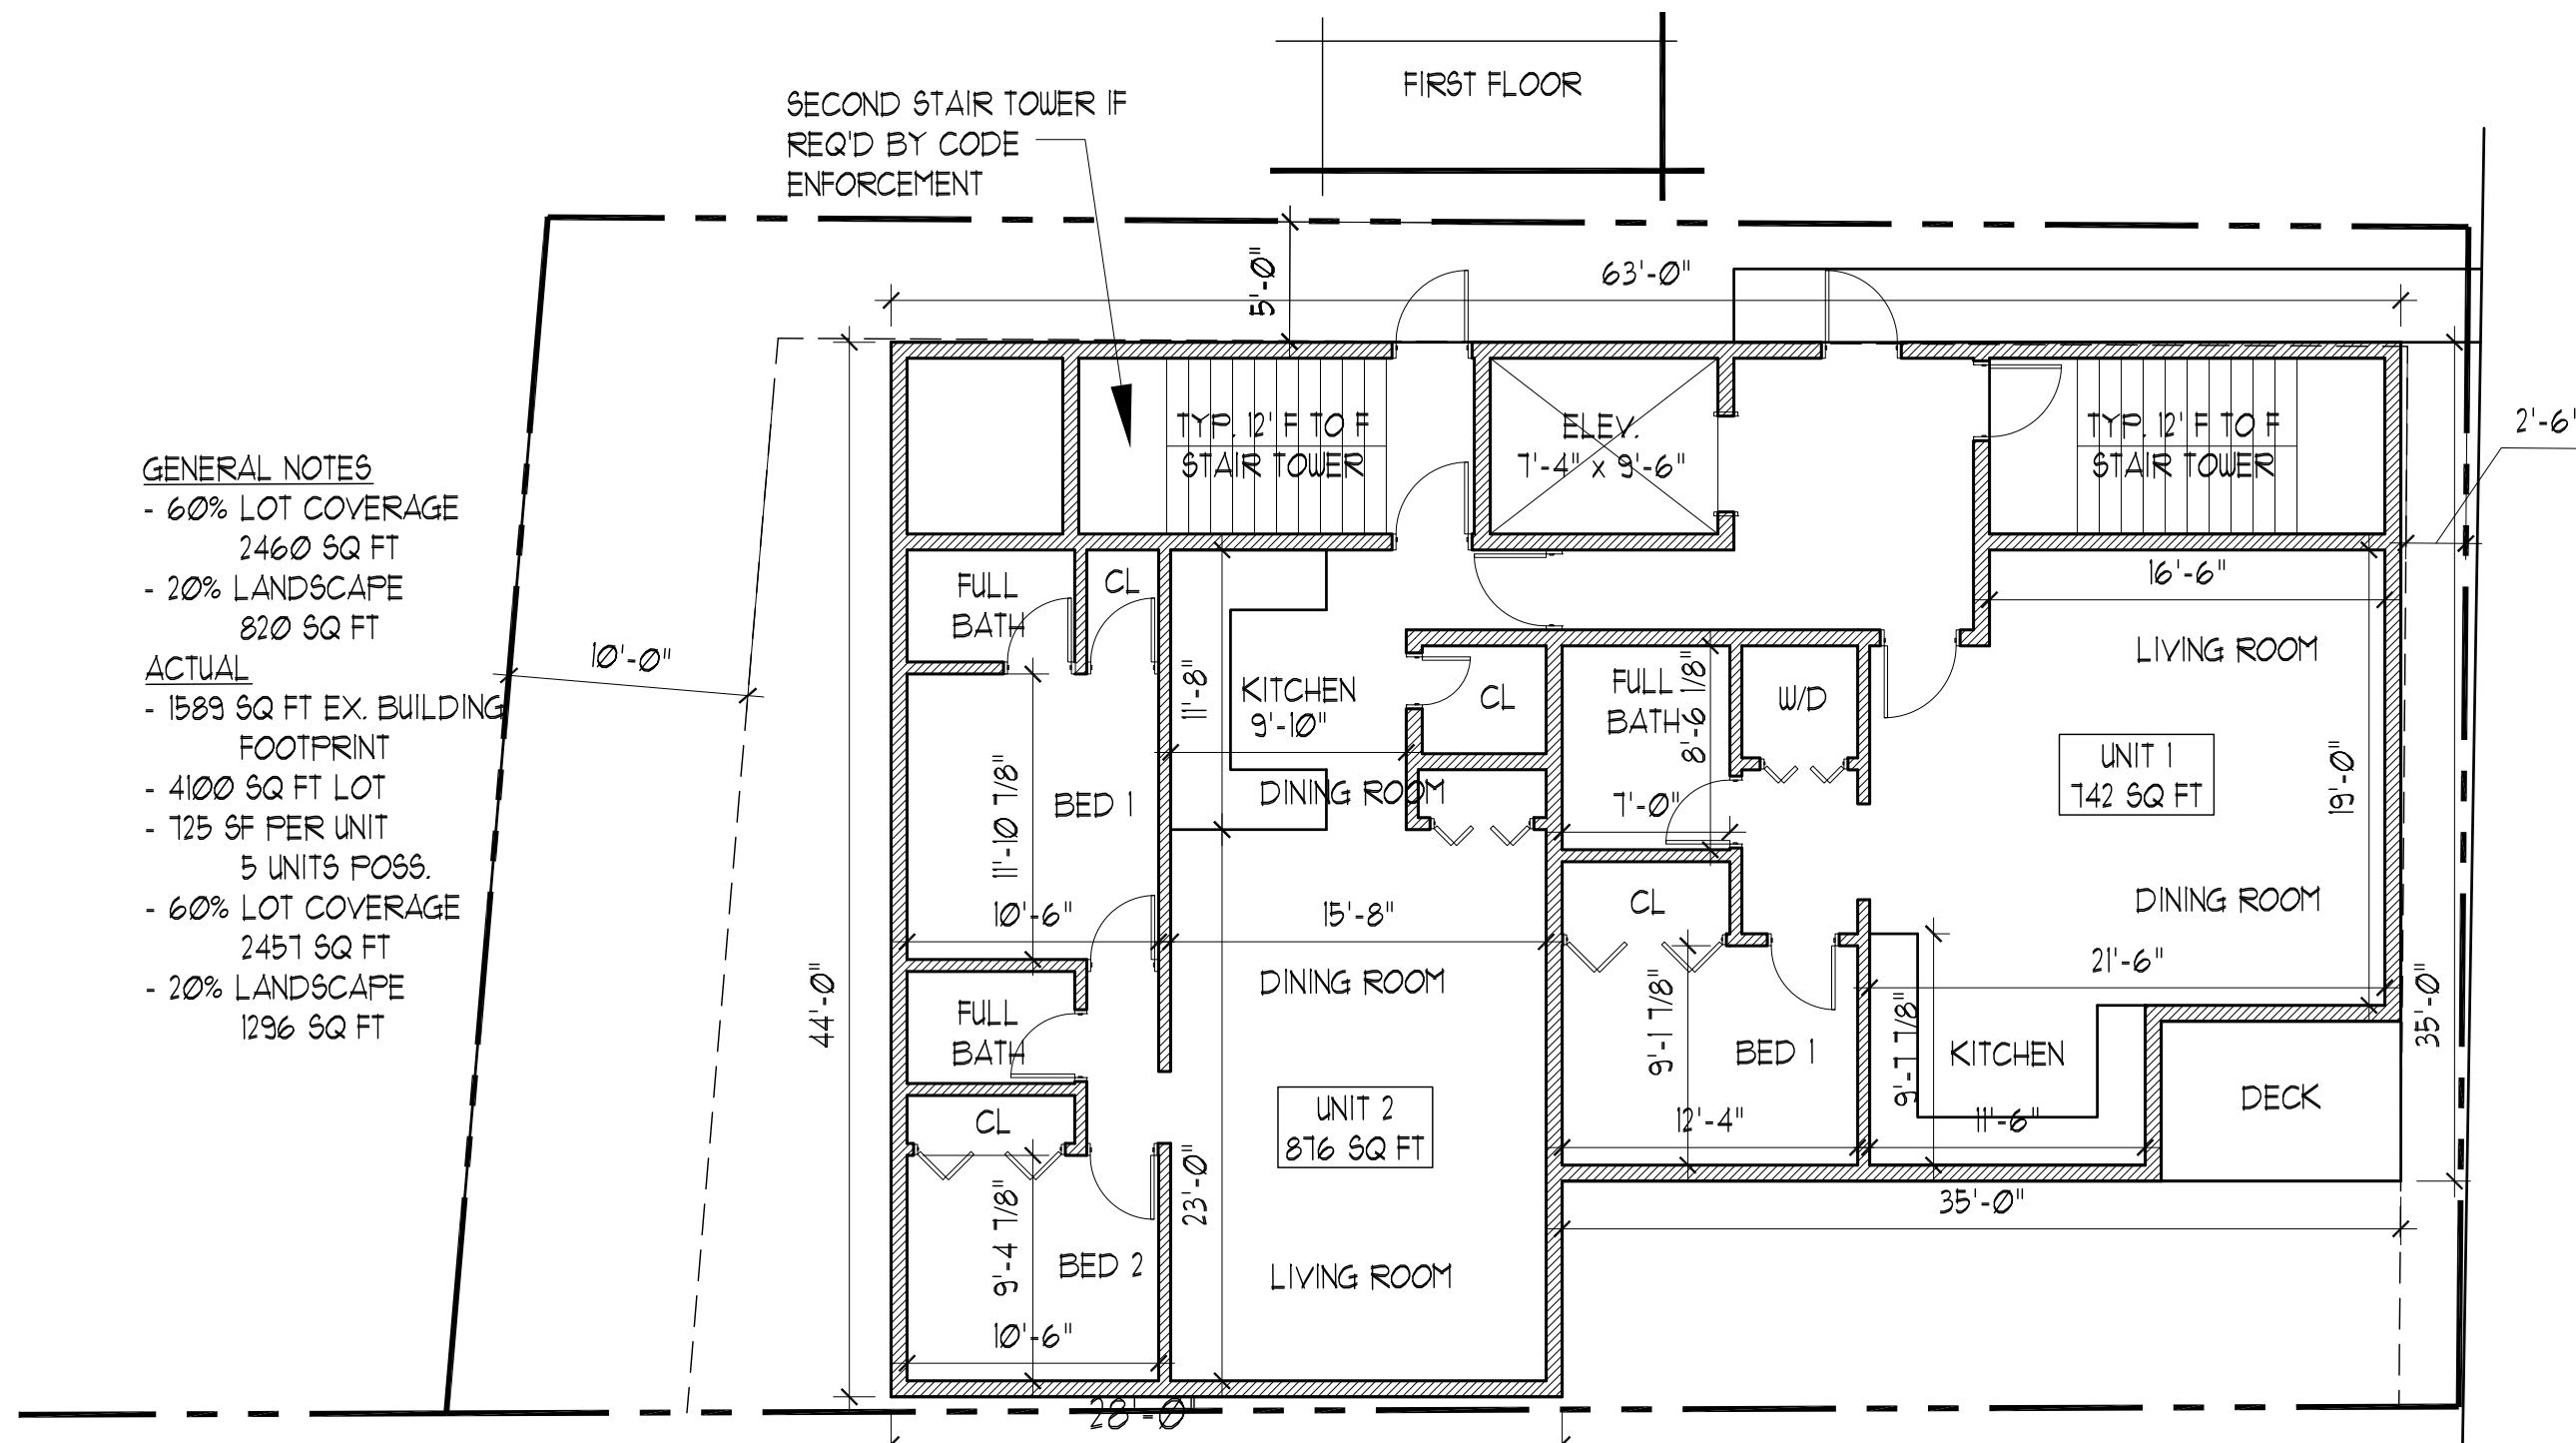 FIRST FLOOR
SECOND STAIR TOWER IF
REQ'D BY CODE
ENFORCEMENT
5'-0"
63'-0"
TYP. 12' F TO F
STAIR TOWER
ELEV.
7'-4" x 9'-6"
TYP. 12' F TO F
STAIR TOWER
2'-6"
GENERAL NOTES
- 60% LOT COVERAGE
2460 SQ FT
- 20% LANDSCAPE
820 SQ FT
ACTUAL
- 1589 SQ FT EX. BUILDING
FOOTPRINT
- 4100 SQ FT LOT
- 725 SF PER UNIT
5 UNITS POSS.
- 60% LOT COVERAGE
2457 SQ FT
- 20% LANDSCAPE
1296 SQ FT
10'-0"
44'-0"
FULL
BATH
CL
11'-8"
KITCHEN
9'-10"
CL
FULL
BATH
8'-6 1/8"
W/D
7'-0"
16'-6"
LIVING ROOM
UNIT 1
742 SQ FT
19'-0"
11'-10 7/8"
BED 1
DINING ROOM
10'-6"
15'-8"
CL
DINING ROOM
21'-6"
35'-0"
DINING ROOM
FULL
BATH
9'-1 7/8"
BED 1
9'-7 7/8"
KITCHEN
DECK
12'-4"
11'-6"
CL
UNIT 2
876 SQ FT
35'-0"
23'-0"
9'-4 7/8"
BED 2
LIVING ROOM
10'-6"
28'-0"